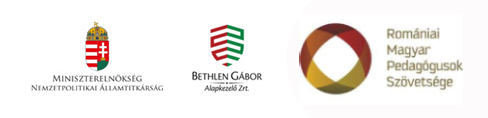 MINISZTERELNÖKSÉG
NEMZETPOLITIKAI ÁLLAMTITKÁRSÁG
BETHLEN GÁBOR
Alapkezelő Zrt.
Romániai
Magyar
Pedagógusok
Szövetsége